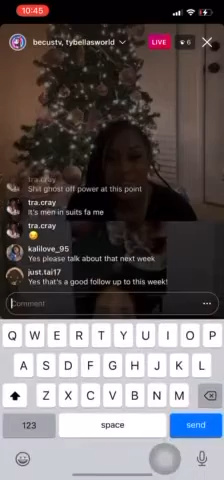 10:45
becustv, tybellasworld
LIVE
6
tra.cray
Shit ghost off power at this point
tra.cray
It's men in suits fa me
tra.cray
kalilove_95
Yes please talk about that next week
just.tai17
Yes that's a good follow up to this week!
Comment
Q W E R T Y U I O P
A S D F G H J K L
Z X C V B N M
123 space send